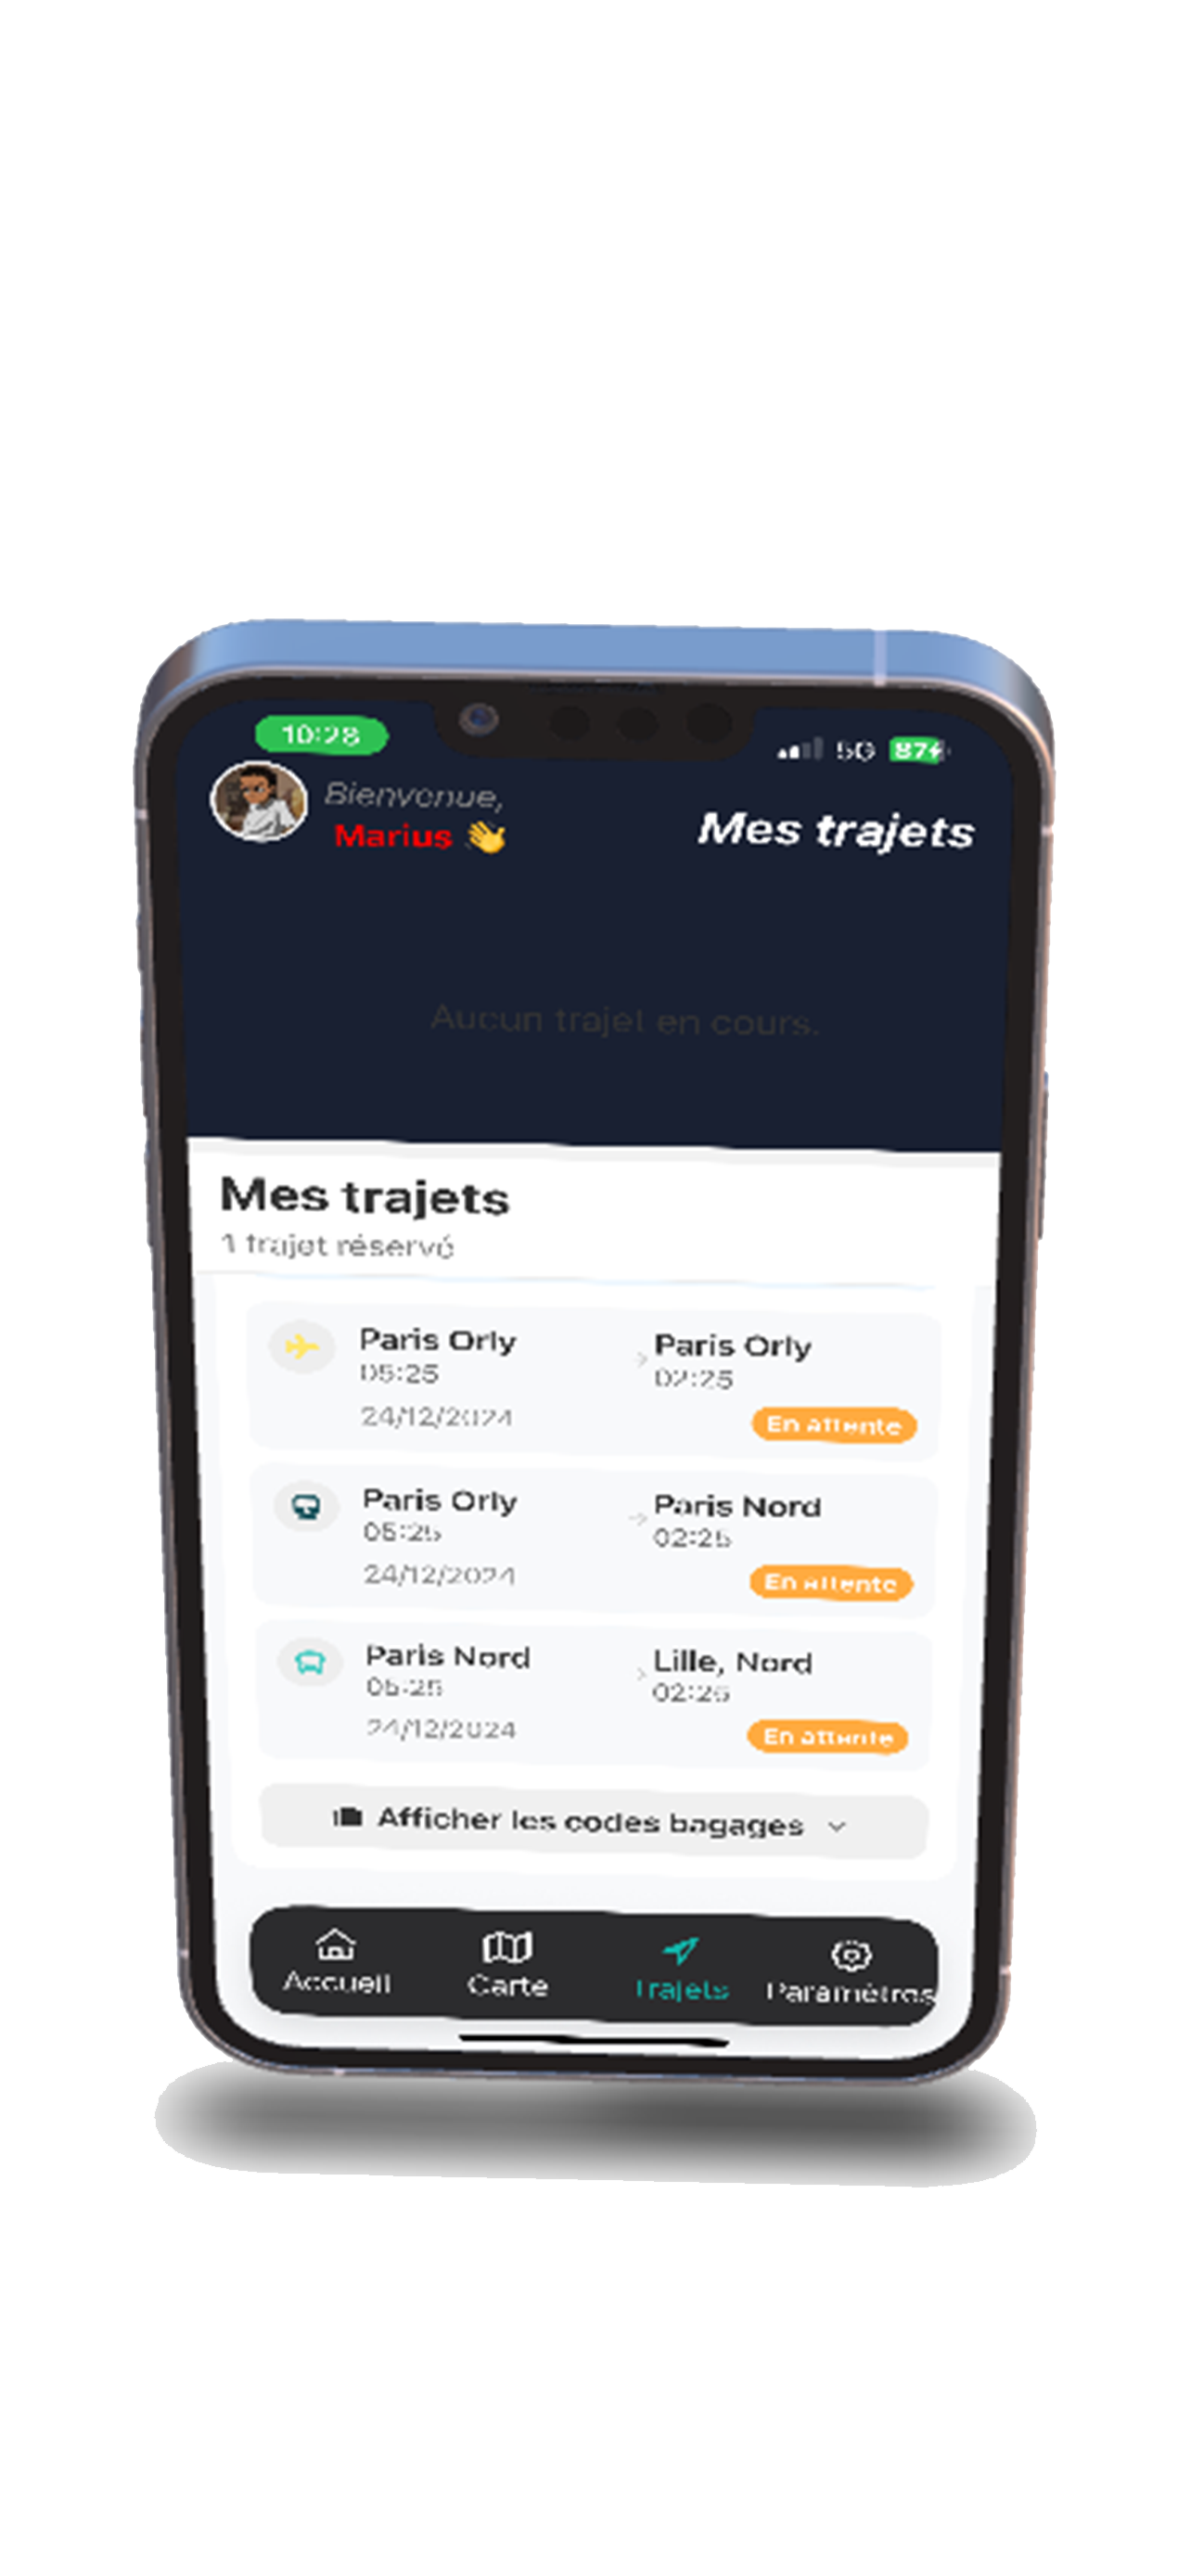 10:28
5G 87
Bienvenue,
Marius 👋
Mes trajets
Aucun trajet en cours.
Mes trajets
1 trajet réservé
Paris Orly
05:25
24/12/2024
Paris Orly
02:25
En attente
Paris Orly
05:25
24/12/2024
Paris Nord
02:25
En attente
Paris Nord
05:25
24/12/2024
Lille, Nord
02:25
En attente
Afficher les codes bagages
Accueil
Carte
Trajets
Paramètres